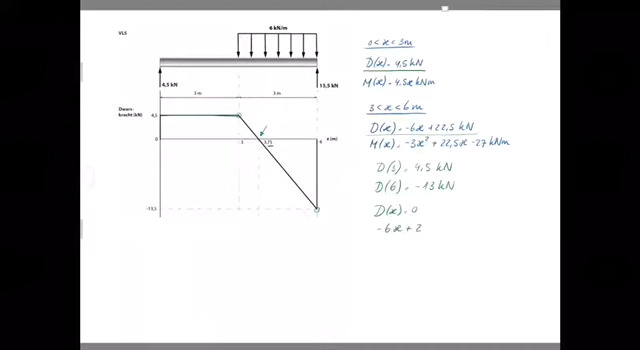 VLS
6 kN/m
4,5 kN
13,5 kN
3 m
3 m
Dwars-
kracht (kN)
4,5
0
3
3,75
6
x (m)
-13,5
0 < x < 3m
D(x) = 4,5 kN
M(x) = 4,5x kNm
3 < x < 6m
D(x) = -6x + 22,5 kN
M(x) = -3x² + 22,5x - 27 kNm
D(3) = 4,5 kN
D(6) = -13 kN
D(x) = 0
-6x + 2